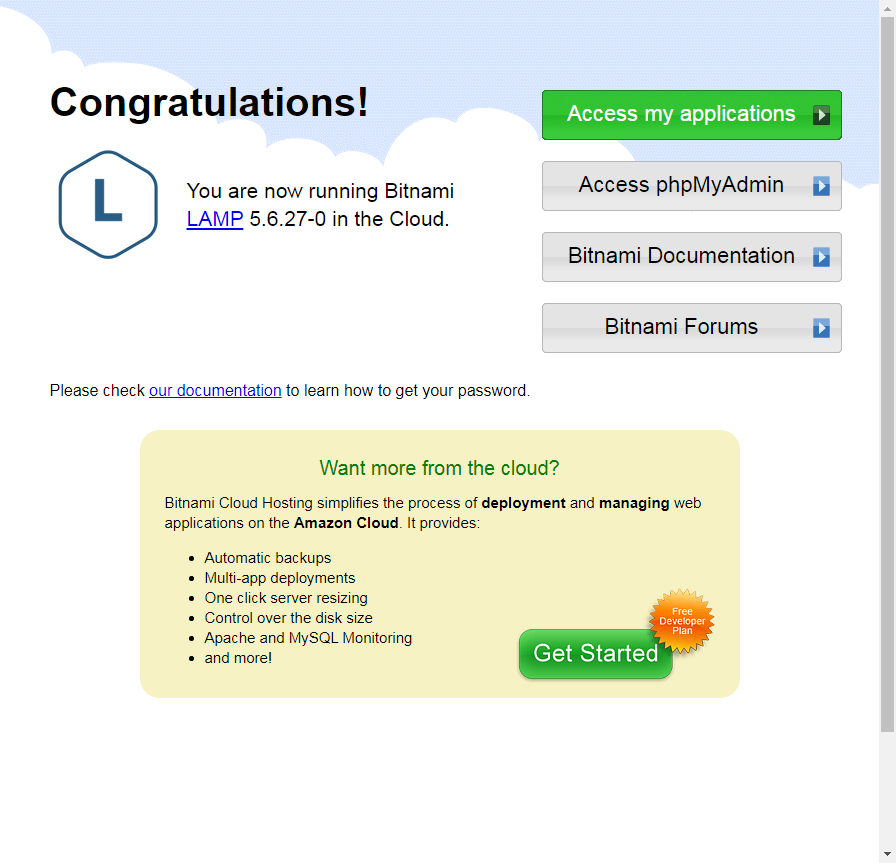 Congratulations!
L
You are now running Bitnami
LAMP 5.6.27-0 in the Cloud.
Access my applications
Access phpMyAdmin
Bitnami Documentation
Bitnami Forums
Please check our documentation to learn how to get your password.
Want more from the cloud?
Bitnami Cloud Hosting simplifies the process of deployment and managing web
applications on the Amazon Cloud. It provides:
Automatic backups
Multi-app deployments
One click server resizing
Control over the disk size
Apache and MySQL Monitoring
and more!
Free
Developer
Plan
Get Started